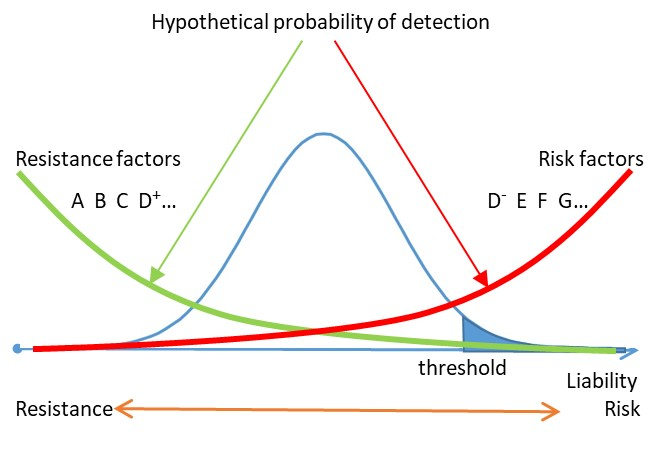 Hypothetical probability of detection
Resistance factors
Risk factors
A B C D⁺...
D⁻ E F G...
threshold
Liability
Resistance
Risk